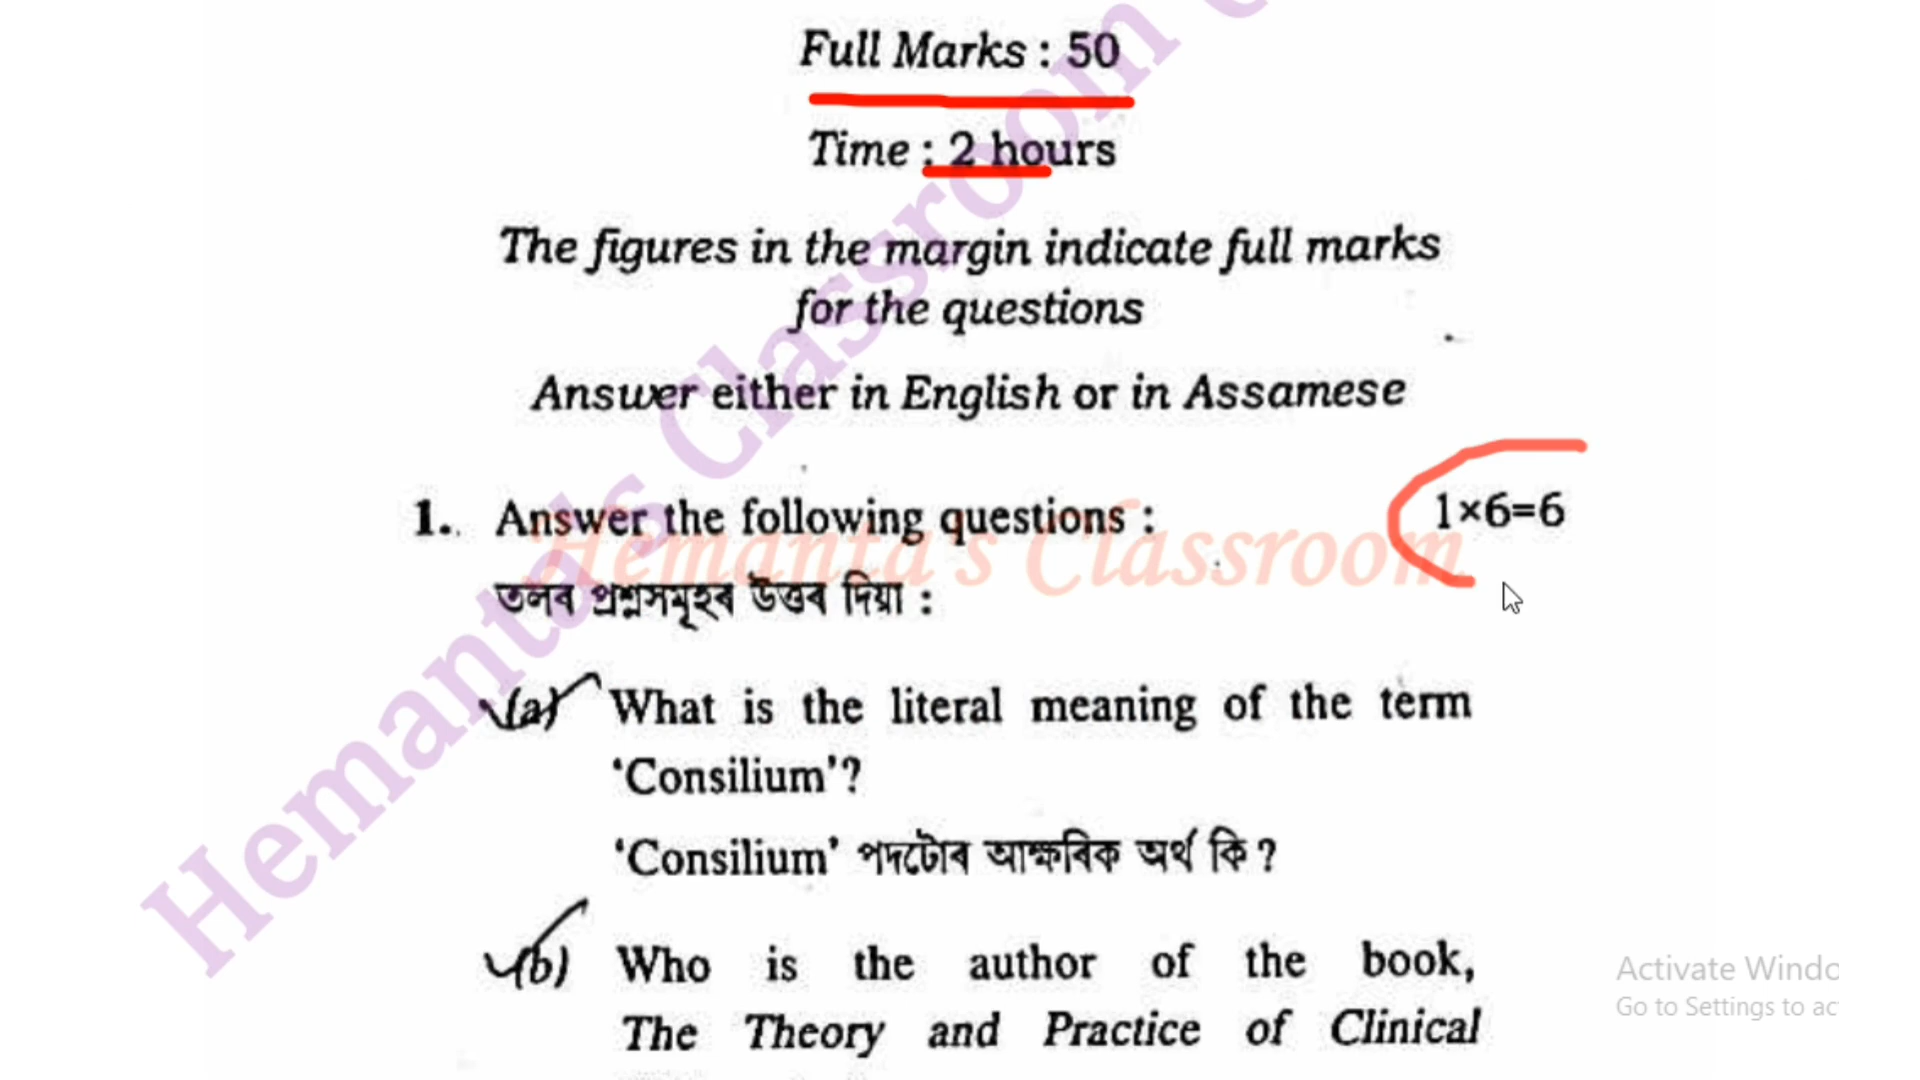 Full Marks : 50
Time : 2 hours
The figures in the margin indicate full marks
for the questions
Answer either in English or in Assamese
1. Answer the following questions : 1×6=6
তলৰ প্ৰশ্নসমূহৰ উত্তৰ দিয়া :
(a) What is the literal meaning of the term
‘Consilium’?
‘Consilium’ পদটোৰ আক্ষৰিক অৰ্থ কি ?
(b) Who is the author of the book,
The Theory and Practice of Clinical
Hemanta's Classroom
Hemanta's Classroom
Activate Windo
Go to Settings to ac